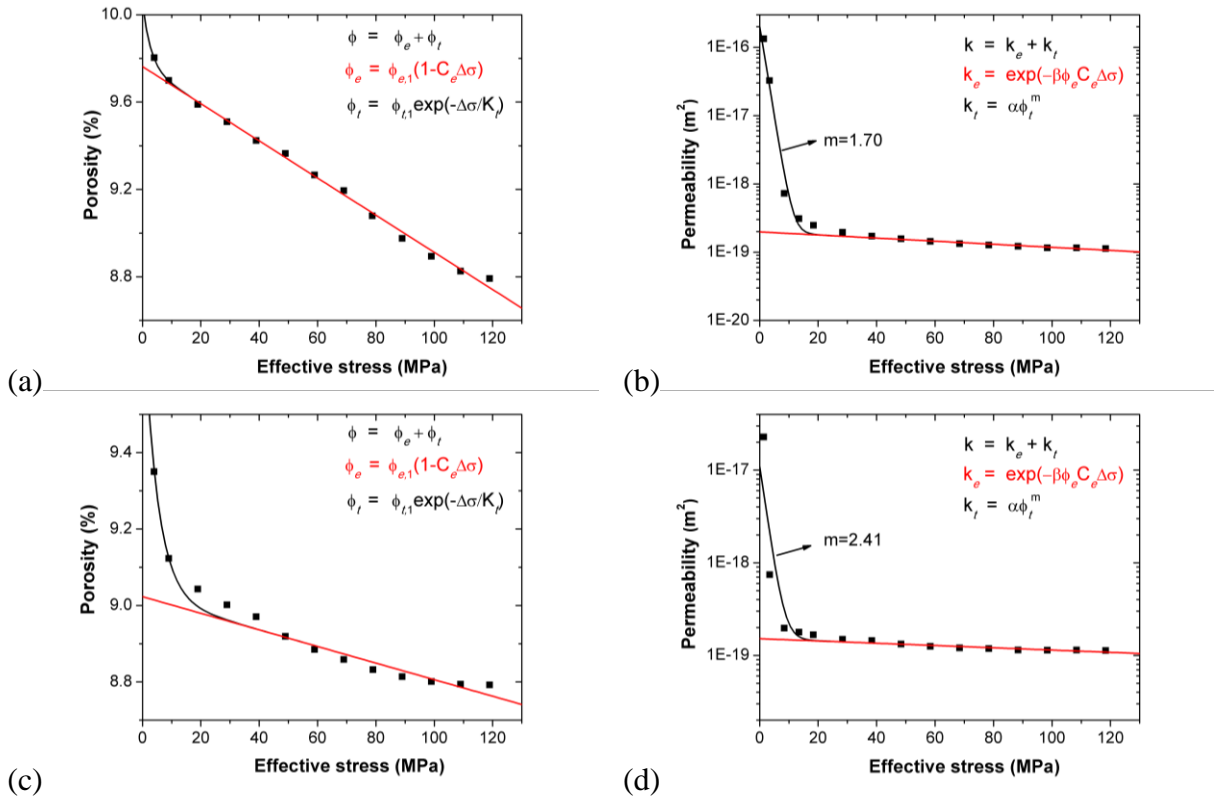 10.0
9.6
9.2
8.8
0 20 40 60 80 100 120
Porosity (%)
Effective stress (MPa)
ϕ = ϕe + ϕt
ϕe = ϕe,1(1-CeΔσ)
ϕt = ϕt,1exp(-Δσ/Kt)
(a)
1E-16
1E-17
1E-18
1E-19
1E-20
0 20 40 60 80 100 120
Permeability (m²)
Effective stress (MPa)
k = ke + kt
ke = exp(−βϕeCeΔσ)
kt = αϕt^m
m=1.70
(b)
9.4
9.2
9.0
8.8
0 20 40 60 80 100 120
Porosity (%)
Effective stress (MPa)
ϕ = ϕe + ϕt
ϕe = ϕe,1(1-CeΔσ)
ϕt = ϕt,1exp(-Δσ/Kt)
(c)
1E-17
1E-18
1E-19
0 20 40 60 80 100 120
Permeability (m²)
Effective stress (MPa)
k = ke + kt
ke = exp(−βϕeCeΔσ)
kt = αϕt^m
m=2.41
(d)